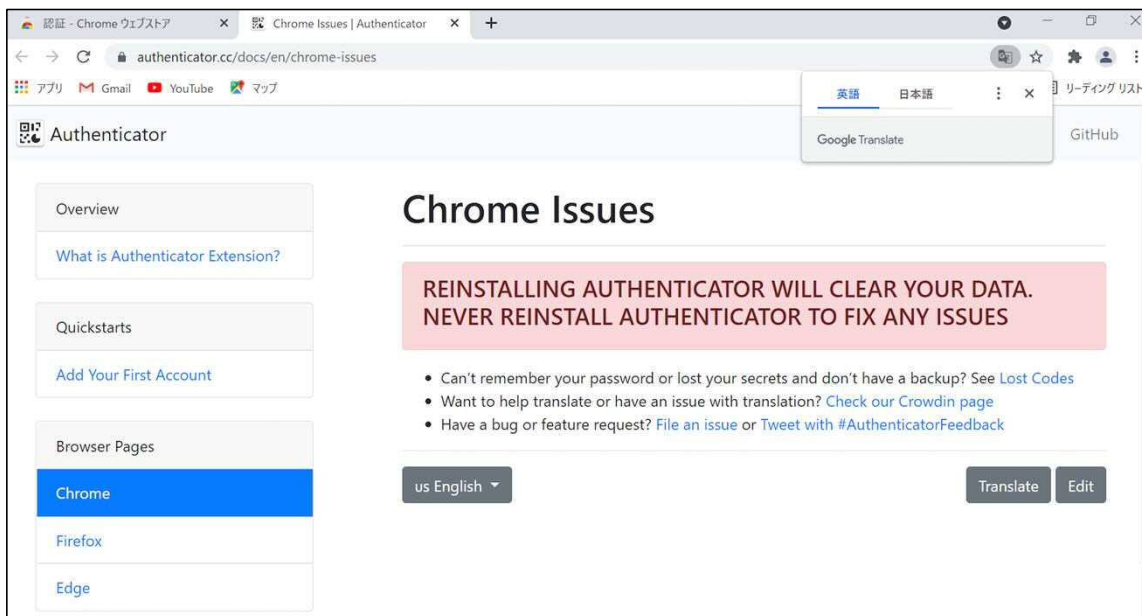 認証 - Chrome ウェブストア
Chrome Issues | Authenticator
authenticator.cc/docs/en/chrome-issues
アプリ Gmail YouTube マップ
リーディング リスト
英語 日本語
Google Translate
Authenticator
GitHub
Overview
What is Authenticator Extension?
Quickstarts
Add Your First Account
Browser Pages
Chrome
Firefox
Edge
Chrome Issues
REINSTALLING AUTHENTICATOR WILL CLEAR YOUR DATA.
NEVER REINSTALL AUTHENTICATOR TO FIX ANY ISSUES
Can't remember your password or lost your secrets and don't have a backup? See Lost Codes
Want to help translate or have an issue with translation? Check our Crowdin page
Have a bug or feature request? File an issue or Tweet with #AuthenticatorFeedback
us English
Translate Edit